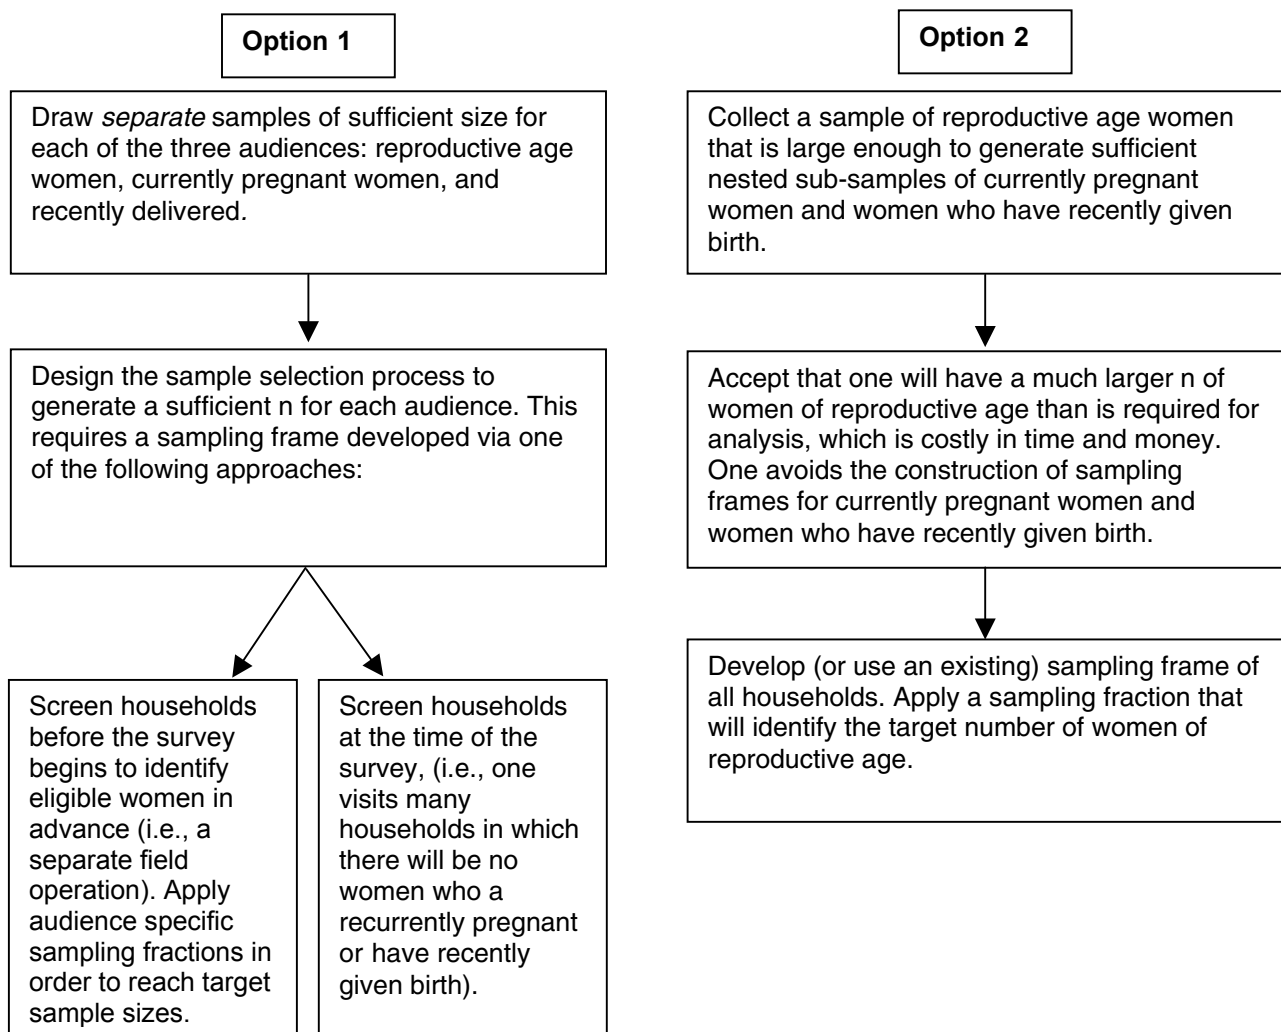 Option 1
Draw separate samples of sufficient size for
each of the three audiences: reproductive age
women, currently pregnant women, and
recently delivered.
Design the sample selection process to
generate a sufficient n for each audience. This
requires a sampling frame developed via one
of the following approaches:
Screen households
before the survey
begins to identify
eligible women in
advance (i.e., a
separate field
operation). Apply
audience specific
sampling fractions in
order to reach target
sample sizes.
Screen households
at the time of the
survey, (i.e., one
visits many
households in which
there will be no
women who a
recurrently pregnant
or have recently
given birth).
Option 2
Collect a sample of reproductive age women
that is large enough to generate sufficient
nested sub-samples of currently pregnant
women and women who have recently given
birth.
Accept that one will have a much larger n of
women of reproductive age than is required for
analysis, which is costly in time and money.
One avoids the construction of sampling
frames for currently pregnant women and
women who have recently given birth.
Develop (or use an existing) sampling frame of
all households. Apply a sampling fraction that
will identify the target number of women of
reproductive age.